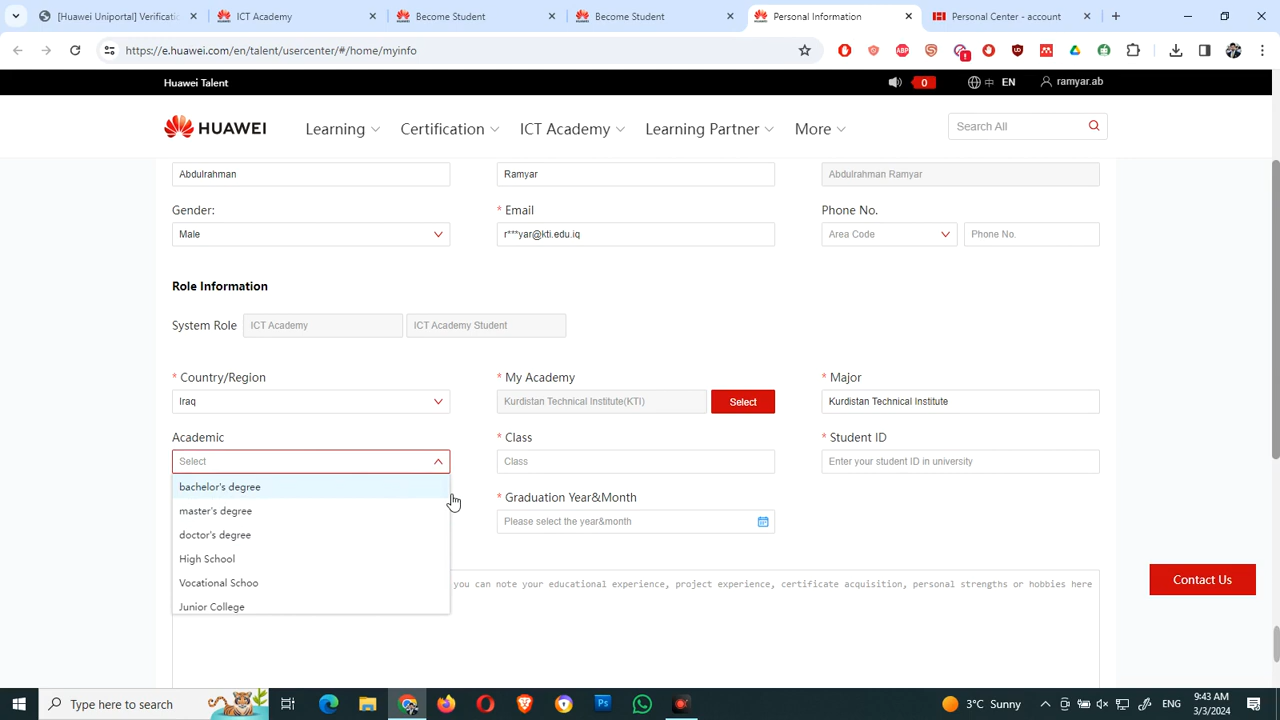 [Huawei Uniportal] Verificatio
ICT Academy
Become Student
Become Student
Personal Information
Personal Center - account
https://e.huawei.com/en/talent/usercenter/#/home/myinfo
Huawei Talent
0
中 EN
ramyar.ab
HUAWEI
Learning
Certification
ICT Academy
Learning Partner
More
Search All
Abdulrahman
Ramyar
Abdulrahman Ramyar
Gender:
* Email
Phone No.
Male
r***yar@kti.edu.iq
Area Code
Phone No.
Role Information
System Role
ICT Academy
ICT Academy Student
* Country/Region
* My Academy
* Major
Iraq
Kurdistan Technical Institute(KTI)
Select
Kurdistan Technical Institute
Academic
* Class
* Student ID
Select
Class
Enter your student ID in university
bachelor's degree
* Graduation Year&Month
master's degree
Please select the year&month
doctor's degree
High School
Vocational Schoo
Junior College
you can note your educational experience, project experience, certificate acquisition, personal strengths or hobbies here
Contact Us
Type here to search
3°C Sunny
ENG
9:43 AM
3/3/2024